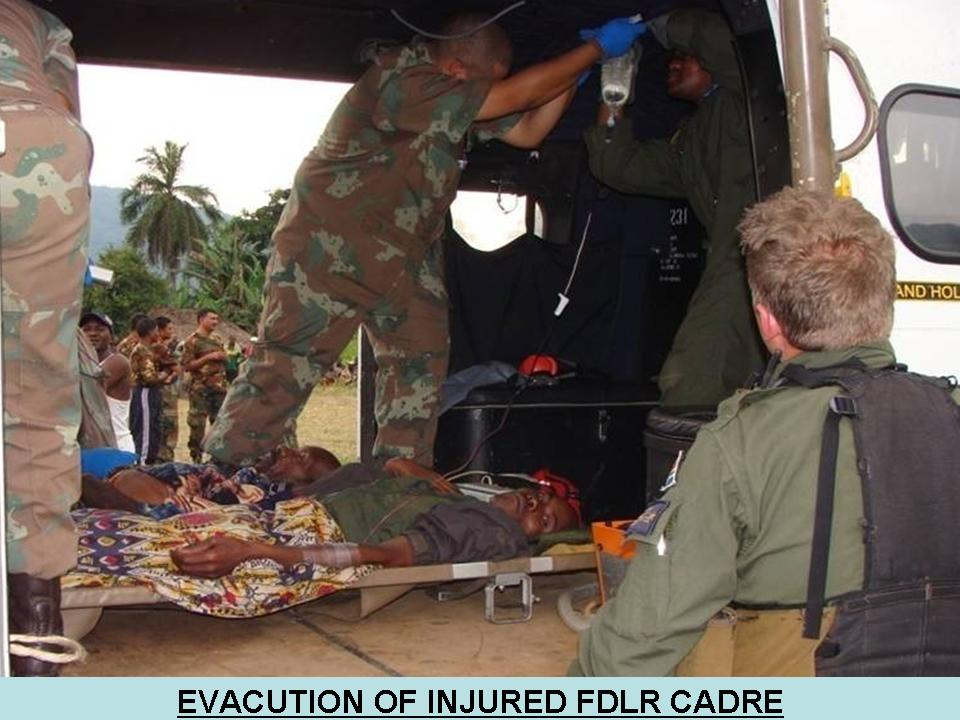 231
AND HOL
EVACUTION OF INJURED FDLR CADRE